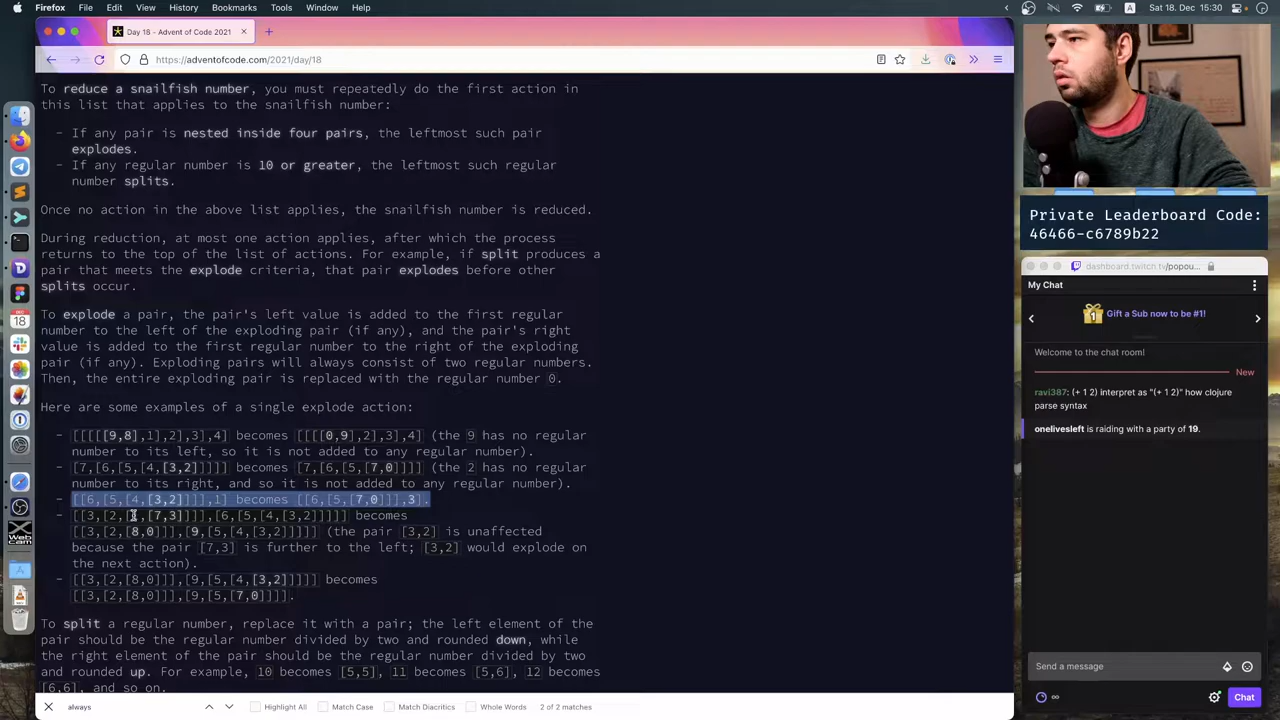 Firefox File Edit View History Bookmarks Tools Window Help
A Sat 18. Dec 15:30
Day 18 - Advent of Code 2021
https://adventofcode.com/2021/day/18
To reduce a snailfish number, you must repeatedly do the first action in
this list that applies to the snailfish number:
- If any pair is nested inside four pairs, the leftmost such pair
explodes.
- If any regular number is 10 or greater, the leftmost such regular
number splits.
Once no action in the above list applies, the snailfish number is reduced.
During reduction, at most one action applies, after which the process
returns to the top of the list of actions. For example, if split produces a
pair that meets the explode criteria, that pair explodes before other
splits occur.
To explode a pair, the pair's left value is added to the first regular
number to the left of the exploding pair (if any), and the pair's right
value is added to the first regular number to the right of the exploding
pair (if any). Exploding pairs will always consist of two regular numbers.
Then, the entire exploding pair is replaced with the regular number 0.
Here are some examples of a single explode action:
- [[[[[9,8],1],2],3],4] becomes [[[[0,9],2],3],4] (the 9 has no regular
number to its left, so it is not added to any regular number).
- [7,[6,[5,[4,[3,2]]]]] becomes [7,[6,[5,[7,0]]]] (the 2 has no regular
number to its right, and so it is not added to any regular number).
- [[6,[5,[4,[3,2]]]],1] becomes [[6,[5,[7,0]]],3].
- [[3,[2,[1,[7,3]]]],[6,[5,[4,[3,2]]]]] becomes
[[3,[2,[8,0]]],[9,[5,[4,[3,2]]]]] (the pair [3,2] is unaffected
because the pair [7,3] is further to the left; [3,2] would explode on
the next action).
- [[3,[2,[8,0]]],[9,[5,[4,[3,2]]]]] becomes
[[3,[2,[8,0]]],[9,[5,[7,0]]]].
To split a regular number, replace it with a pair; the left element of the
pair should be the regular number divided by two and rounded down, while
the right element of the pair should be the regular number divided by two
and rounded up. For example, 10 becomes [5,5], 11 becomes [5,6], 12 becomes
[6,6], and so on.
always Highlight All Match Case Match Diacritics Whole Words 2 of 2 matches
Private Leaderboard Code:
46466-c6789b22
dashboard.twitch.tv/popou...
My Chat
1 Gift a Sub now to be #1!
Welcome to the chat room!
New
ravi387: (+ 1 2) interpret as "(+ 1 2)" how clojure
parse syntax
onelivesleft is raiding with a party of 19.
Send a message
∞ Chat
DEC
18
Web
Cam